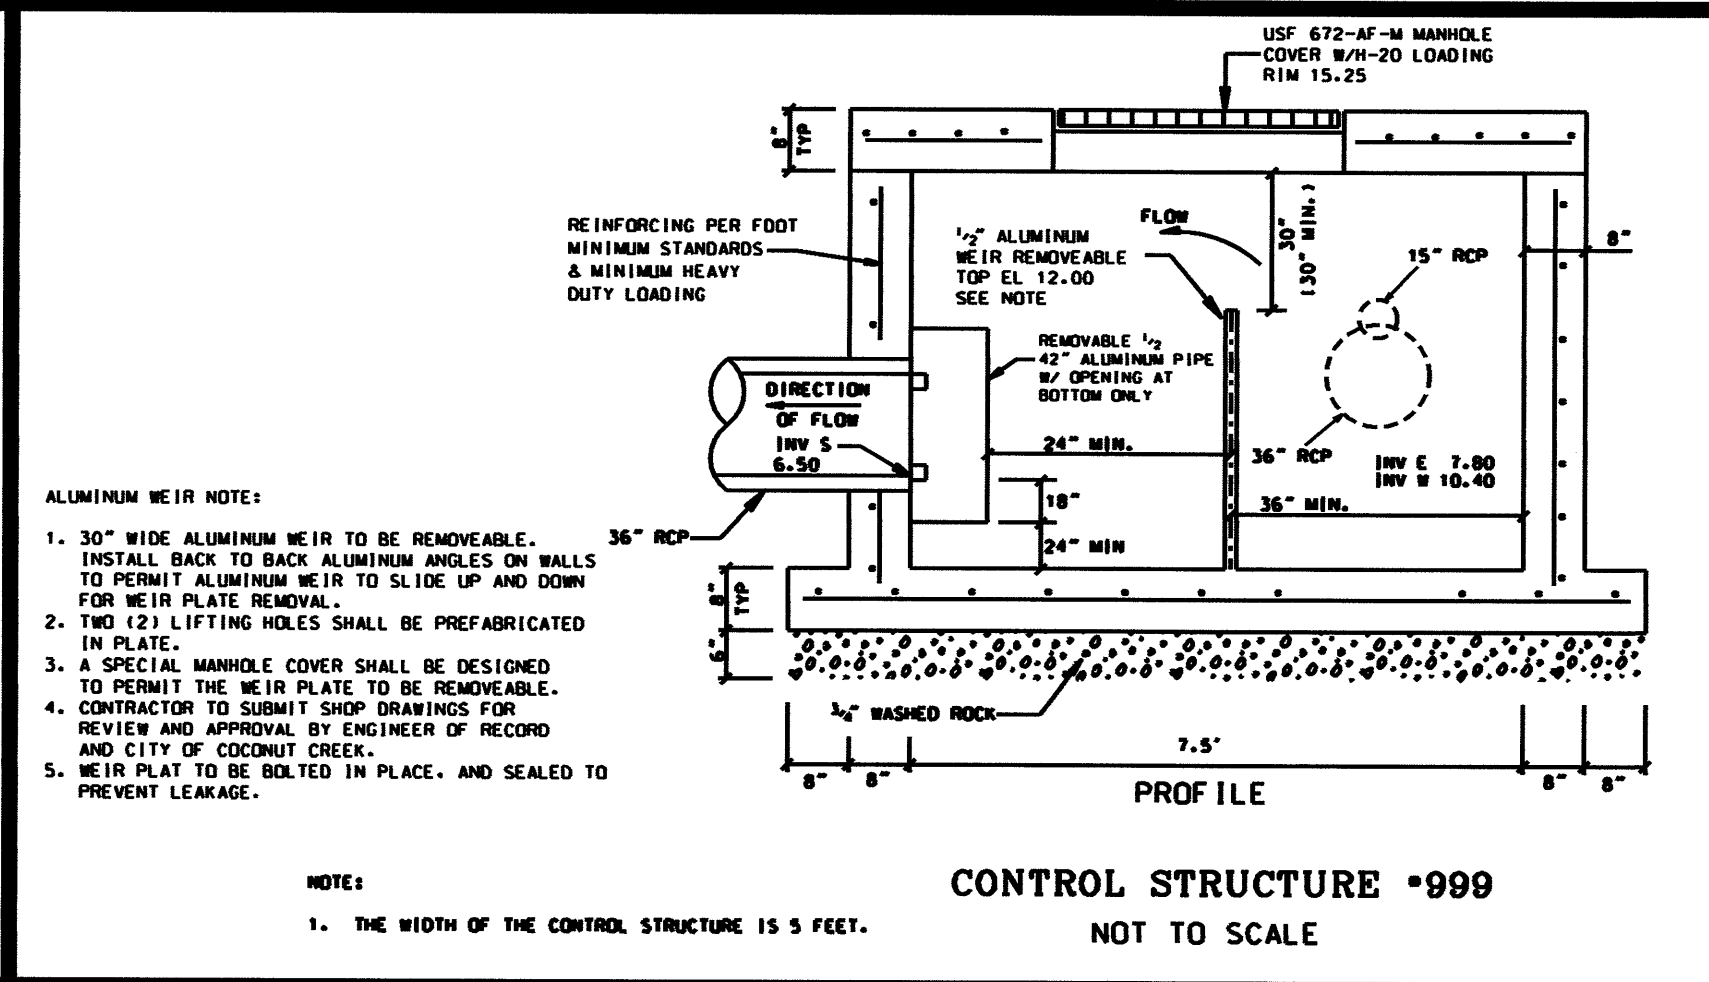 USF 672-AF-M MANHOLE
COVER W/H-20 LOADING
RIM 15.25
8"
TYP
REINFORCING PER FOOT
MINIMUM STANDARDS
& MINIMUM HEAVY
DUTY LOADING
1/2" ALUMINUM
WEIR REMOVEABLE
TOP EL 12.00
SEE NOTE
FLOW
30"
(30" MIN.)
15" RCP
8"
REMOVABLE 1/2
42" ALUMINUM PIPE
W/ OPENING AT
BOTTOM ONLY
DIRECTION
OF FLOW
INV S
6.50
24" MIN.
36" RCP
INV E 7.80
INV W 10.40
36" MIN.
18"
24" MIN
36" RCP
ALUMINUM WEIR NOTE:
1. 30" WIDE ALUMINUM WEIR TO BE REMOVEABLE.
INSTALL BACK TO BACK ALUMINUM ANGLES ON WALLS
TO PERMIT ALUMINUM WEIR TO SLIDE UP AND DOWN
FOR WEIR PLATE REMOVAL.
2. TWO (2) LIFTING HOLES SHALL BE PREFABRICATED
IN PLATE.
3. A SPECIAL MANHOLE COVER SHALL BE DESIGNED
TO PERMIT THE WEIR PLATE TO BE REMOVEABLE.
4. CONTRACTOR TO SUBMIT SHOP DRAWINGS FOR
REVIEW AND APPROVAL BY ENGINEER OF RECORD
AND CITY OF COCONUT CREEK.
5. WEIR PLAT TO BE BOLTED IN PLACE. AND SEALED TO
PREVENT LEAKAGE.
8"
TYP
6"
3/4" WASHED ROCK
7.5'
8"
8"
8"
8"
PROFILE
NOTE:
1. THE WIDTH OF THE CONTROL STRUCTURE IS 5 FEET.
CONTROL STRUCTURE •999
NOT TO SCALE